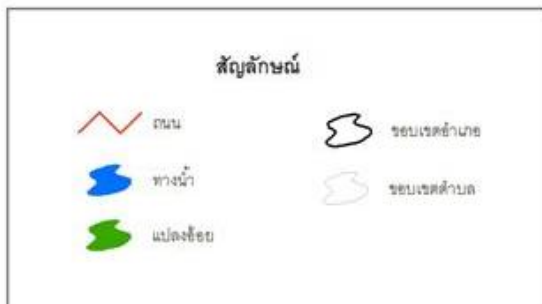 สัญลักษณ์
ถนน
ทางน้ำ
แปลงอ้อย
ขอบเขตอำเภอ
ขอบเขตตำบล